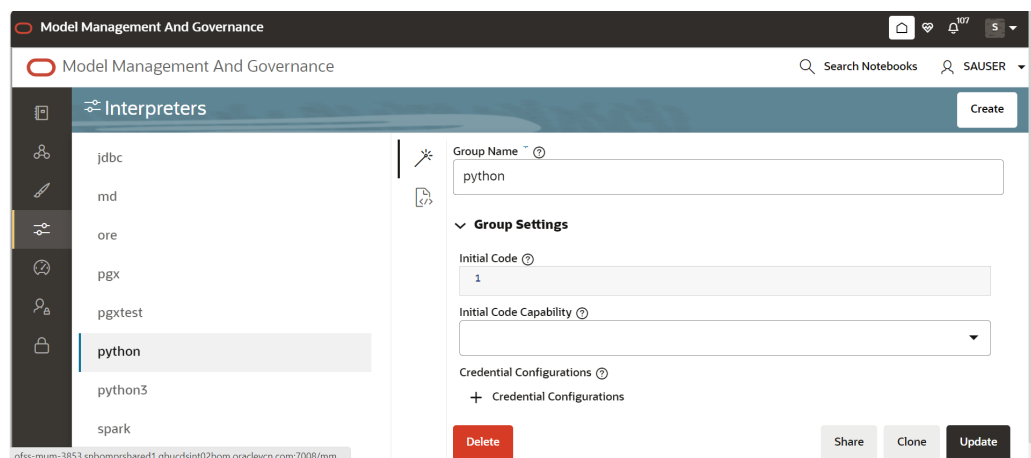 Model Management And Governance
107
S
Model Management And Governance
Search Notebooks
SAUSER
Interpreters
Create
jdbc
md
ore
pgx
pgxtest
python
python3
spark
Group Name
python
Group Settings
Initial Code
1
Initial Code Capability
Credential Configurations
+ Credential Configurations
Delete
Share
Clone
Update